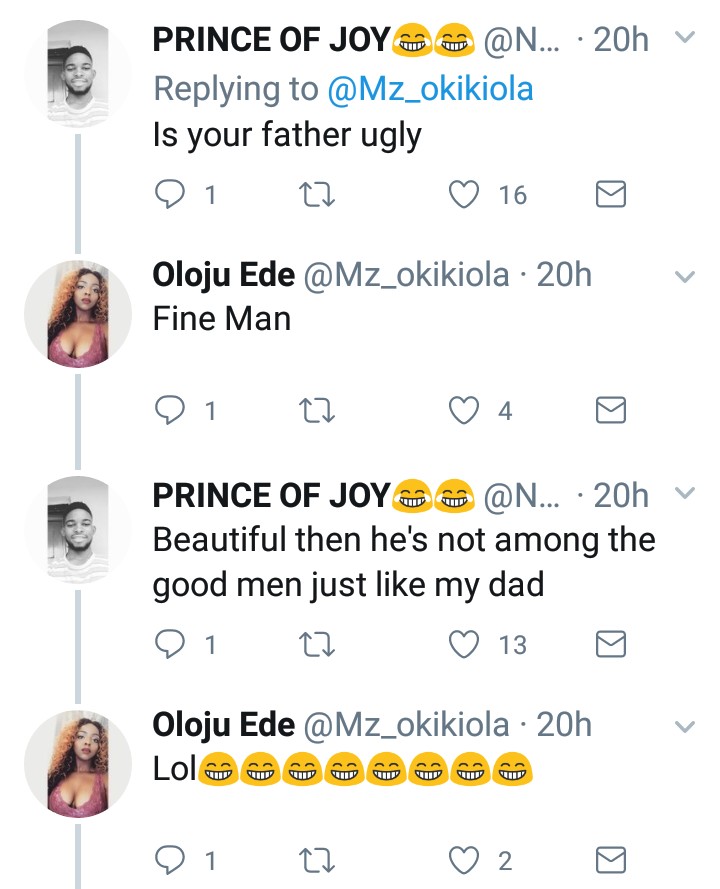 PRINCE OF JOY😂😂 @N... · 20h
Replying to @Mz_okikiola
Is your father ugly
1 16
Oloju Ede @Mz_okikiola · 20h
Fine Man
1 4
PRINCE OF JOY😂😂 @N... · 20h
Beautiful then he's not among the
good men just like my dad
1 13
Oloju Ede @Mz_okikiola · 20h
Lol😂😂😂😂😂😂😂😂
1 2